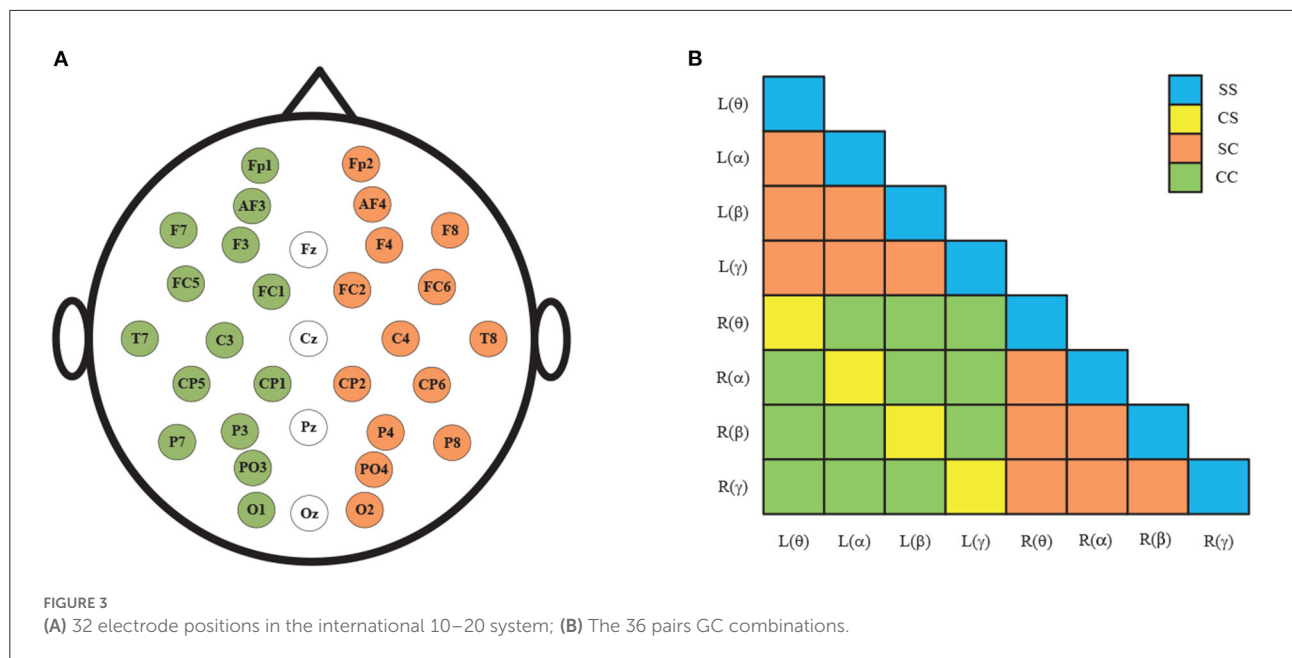 A
Fp1 Fp2
AF3 AF4
F7 F3 Fz F4 F8
FC5 FC1 FC2 FC6
T7 C3 Cz C4 T8
CP5 CP1 CP2 CP6
P7 P3 Pz P4 P8
PO3 PO4
O1 Oz O2
B
L(θ)
L(α)
L(β)
L(γ)
R(θ)
R(α)
R(β)
R(γ)
L(θ) L(α) L(β) L(γ) R(θ) R(α) R(β) R(γ)
SS
CS
SC
CC
FIGURE 3
(A) 32 electrode positions in the international 10–20 system; (B) The 36 pairs GC combinations.